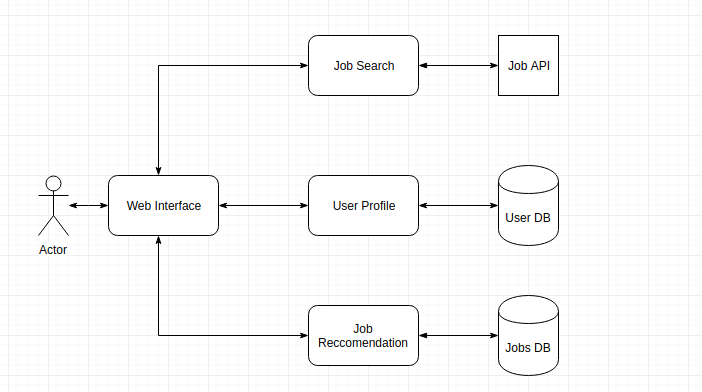 Job Search
Job API
Web Interface
User Profile
User DB
Actor
Job
Reccomendation
Jobs DB